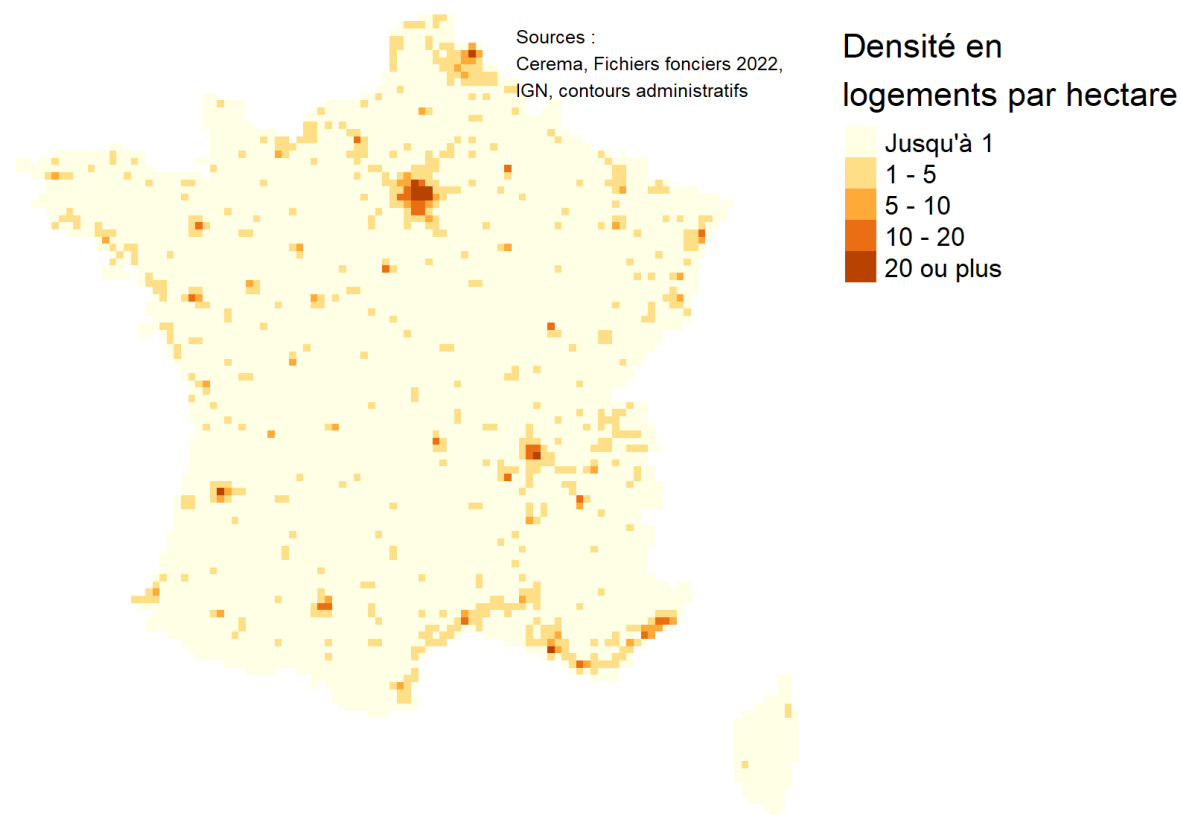 Sources :
Cerema, Fichiers fonciers 2022,
IGN, contours administratifs
Densité en
logements par hectare
Jusqu'à 1
1 - 5
5 - 10
10 - 20
20 ou plus